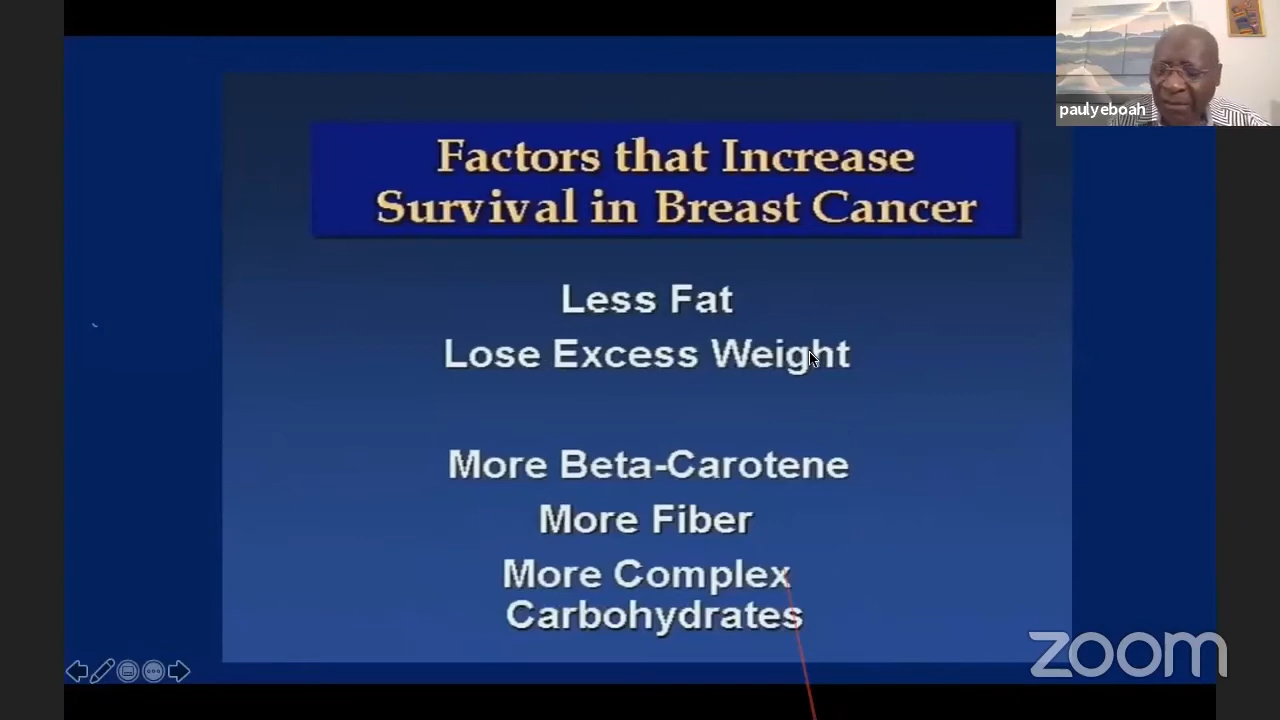 paulyeboah
Factors that Increase
Survival in Breast Cancer
Less Fat
Lose Excess Weight
More Beta-Carotene
More Fiber
More Complex
Carbohydrates
zoom